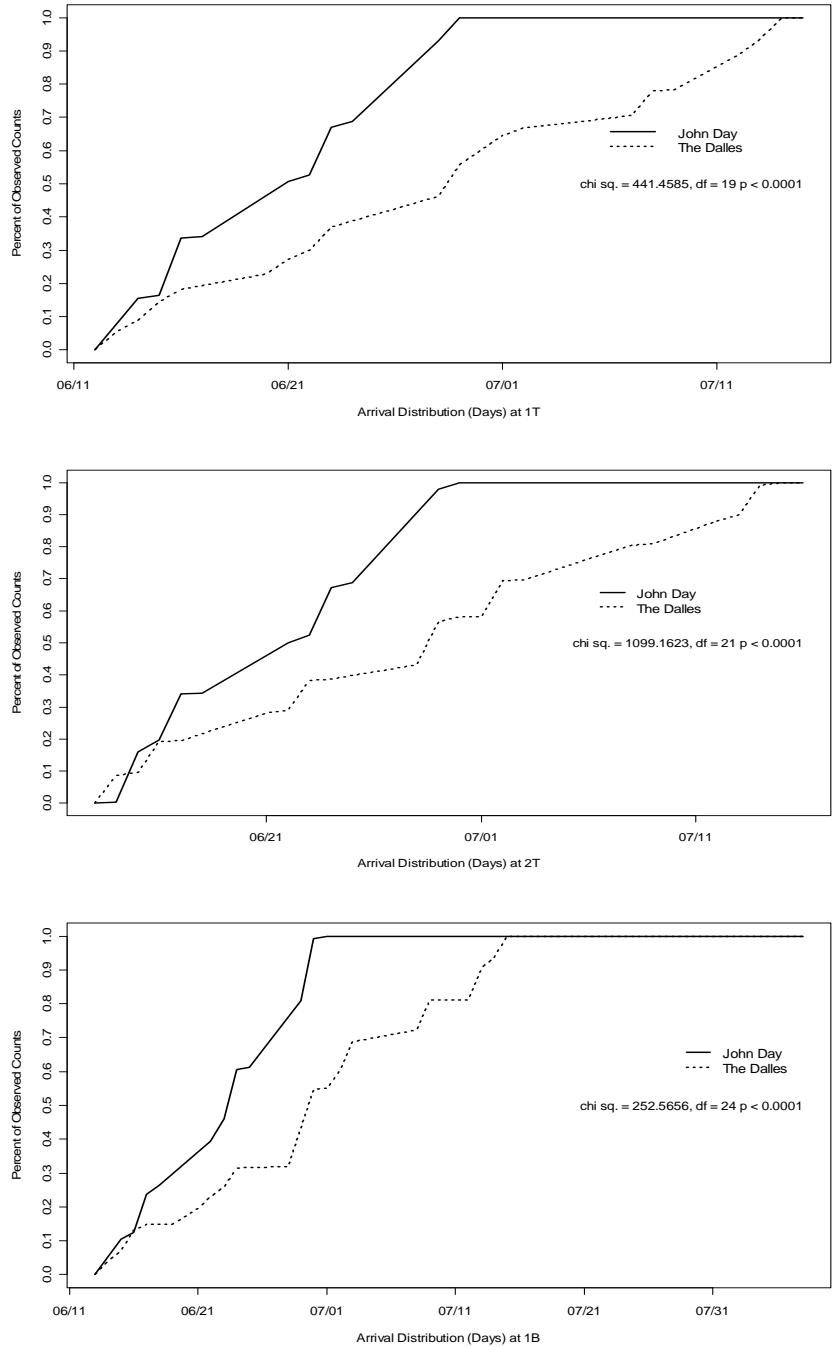 Percent of Observed Counts
1.0
0.9
0.8
0.7
0.6
0.5
0.4
0.3
0.2
0.1
0.0
John Day
The Dalles
chi sq. = 441.4585, df = 19 p < 0.0001
06/11 06/21 07/01 07/11
Arrival Distribution (Days) at 1T
Percent of Observed Counts
1.0
0.9
0.8
0.7
0.6
0.5
0.4
0.3
0.2
0.1
0.0
John Day
The Dalles
chi sq. = 1099.1623, df = 21 p < 0.0001
06/21 07/01 07/11
Arrival Distribution (Days) at 2T
Percent of Observed Counts
1.0
0.9
0.8
0.7
0.6
0.5
0.4
0.3
0.2
0.1
0.0
John Day
The Dalles
chi sq. = 252.5656, df = 24 p < 0.0001
06/11 06/21 07/01 07/11 07/21 07/31
Arrival Distribution (Days) at 1B